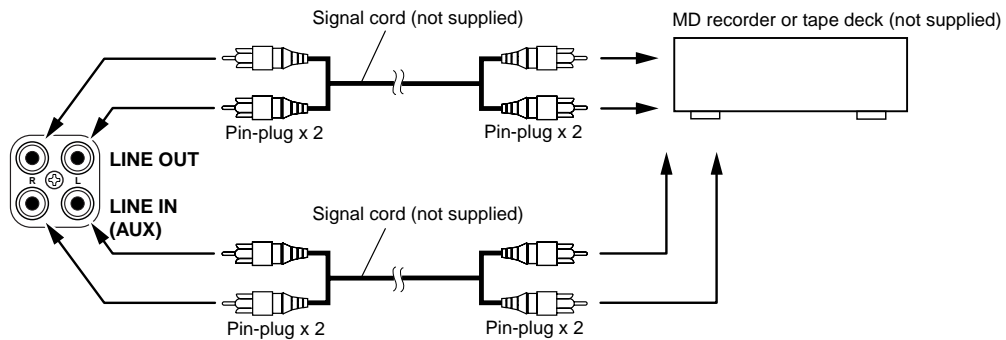 Signal cord (not supplied)
MD recorder or tape deck (not supplied)
Pin-plug x 2
Pin-plug x 2
LINE OUT
R
L
LINE IN
(AUX)
Signal cord (not supplied)
Pin-plug x 2
Pin-plug x 2